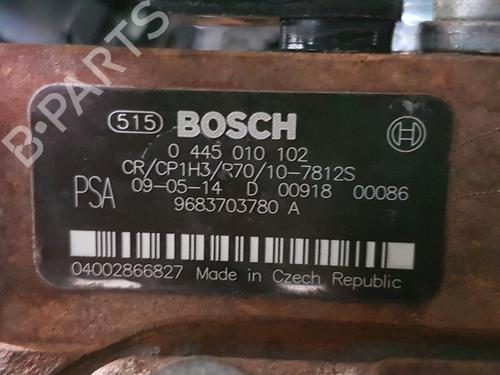 B-PARTS
515 BOSCH
0 445 010 102
CR/CP1H3/R70/10-7812S
PSA 09-05-14 D 00918 00086
9683703780 A
04002866827 Made in Czech Republic